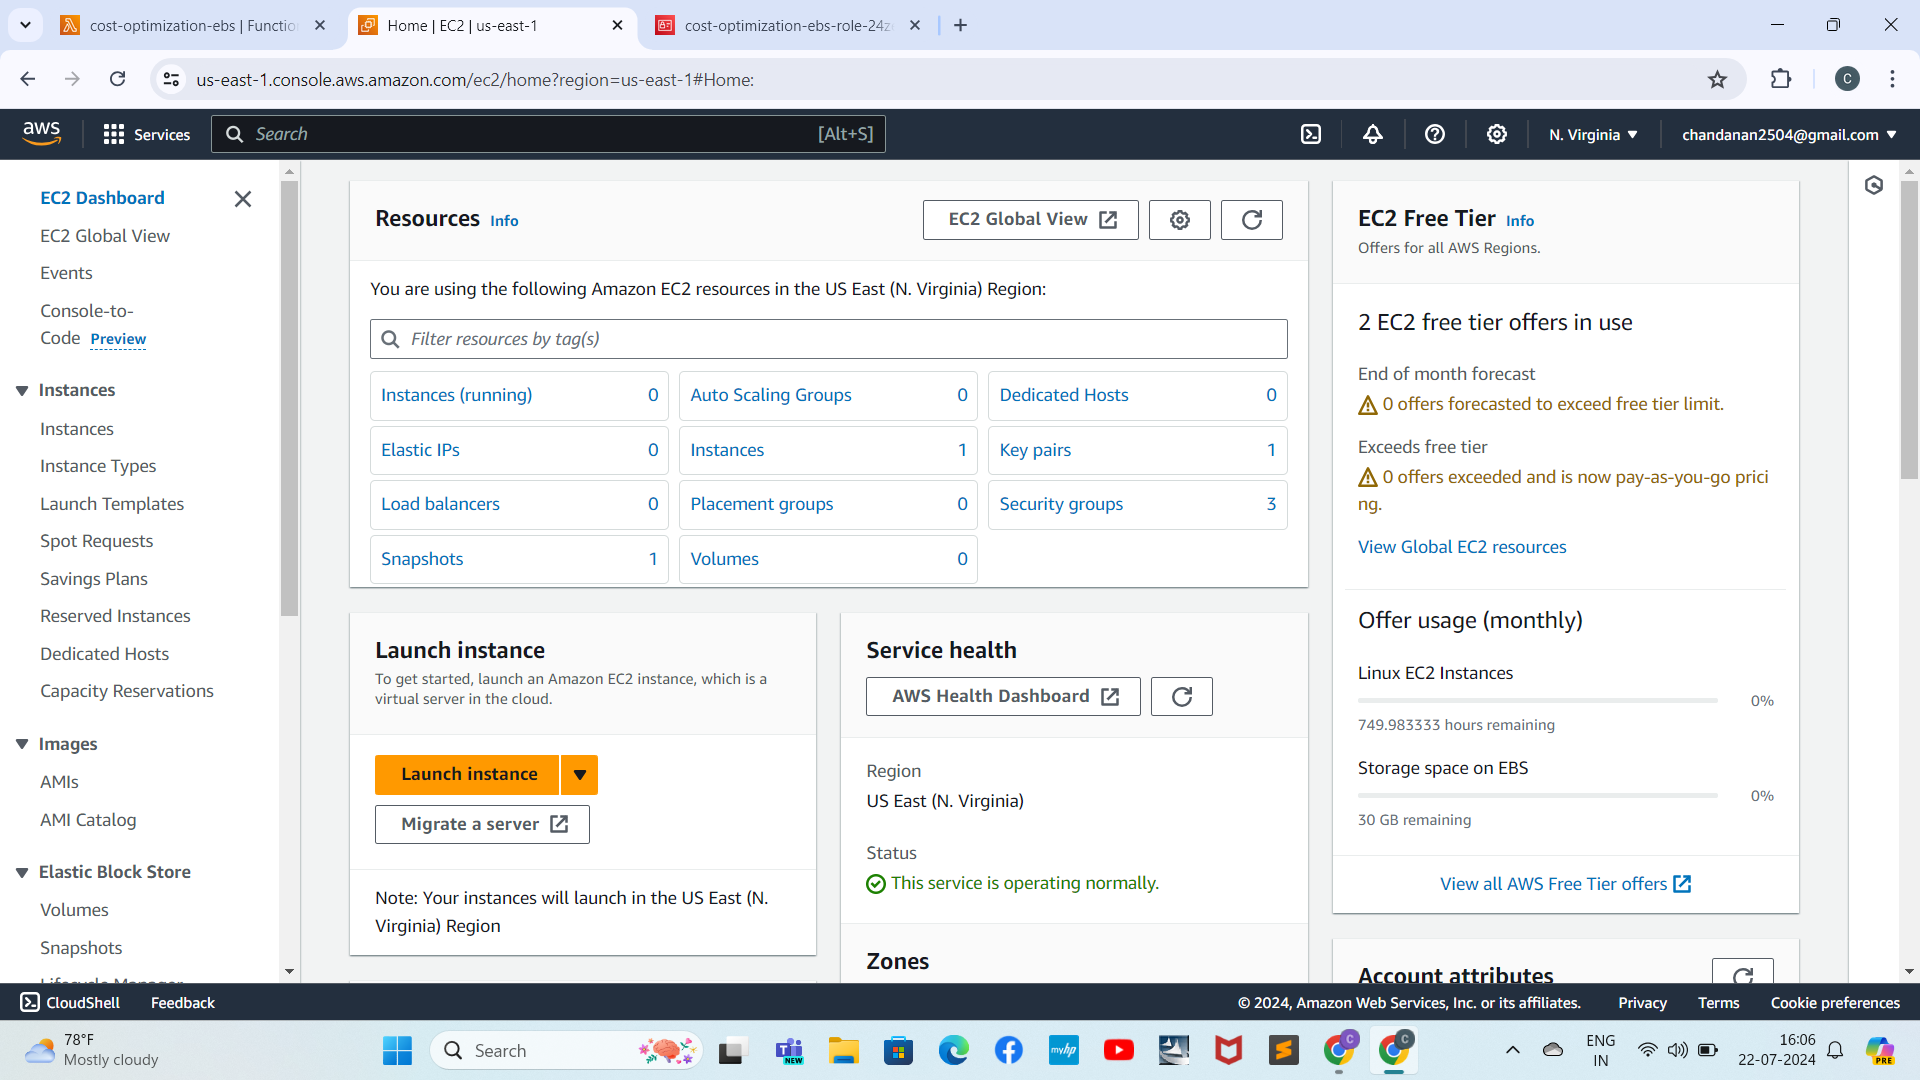 cost-optimization-ebs | Functio
Home | EC2 | us-east-1
cost-optimization-ebs-role-24z
us-east-1.console.aws.amazon.com/ec2/home?region=us-east-1#Home:
C
aws
Services
Search
[Alt+S]
N. Virginia
chandanan2504@gmail.com
EC2 Dashboard
EC2 Global View
Events
Console-to-
Code Preview
Instances
Instances
Instance Types
Launch Templates
Spot Requests
Savings Plans
Reserved Instances
Dedicated Hosts
Capacity Reservations
Images
AMIs
AMI Catalog
Elastic Block Store
Volumes
Snapshots
Lifecycle Manager
Resources Info
EC2 Global View
You are using the following Amazon EC2 resources in the US East (N. Virginia) Region:
Filter resources by tag(s)
Instances (running) 0
Auto Scaling Groups 0
Dedicated Hosts 0
Elastic IPs 0
Instances 1
Key pairs 1
Load balancers 0
Placement groups 0
Security groups 3
Snapshots 1
Volumes 0
Launch instance
To get started, launch an Amazon EC2 instance, which is a
virtual server in the cloud.
Launch instance
Migrate a server
Note: Your instances will launch in the US East (N.
Virginia) Region
Service health
AWS Health Dashboard
Region
US East (N. Virginia)
Status
This service is operating normally.
Zones
EC2 Free Tier Info
Offers for all AWS Regions.
2 EC2 free tier offers in use
End of month forecast
0 offers forecasted to exceed free tier limit.
Exceeds free tier
0 offers exceeded and is now pay-as-you-go prici
ng.
View Global EC2 resources
Offer usage (monthly)
Linux EC2 Instances
0%
749.983333 hours remaining
Storage space on EBS
0%
30 GB remaining
View all AWS Free Tier offers
Account attributes
CloudShell
Feedback
© 2024, Amazon Web Services, Inc. or its affiliates.
Privacy
Terms
Cookie preferences
78°F
Mostly cloudy
Search
NEW
myhp
C
C
ENG
IN
16:06
22-07-2024
PRE